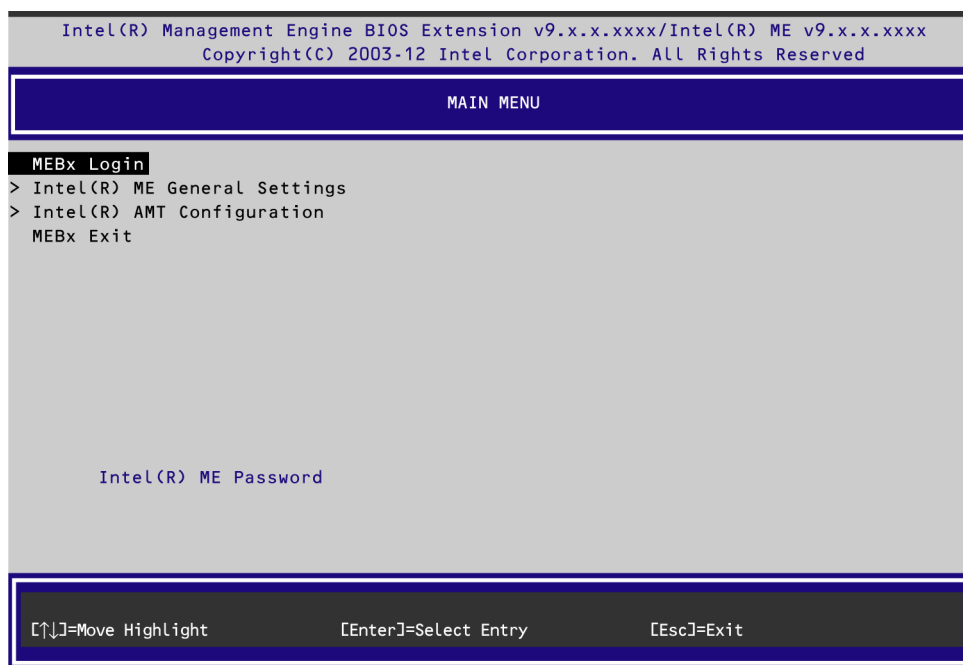 Intel(R) Management Engine BIOS Extension v9.x.x.xxxx/Intel(R) ME v9.x.x.xxxx
Copyright(C) 2003-12 Intel Corporation. All Rights Reserved
MAIN MENU
MEBx Login
> Intel(R) ME General Settings
> Intel(R) AMT Configuration
MEBx Exit
Intel(R) ME Password
[↑↓]=Move Highlight [Enter]=Select Entry [Esc]=Exit